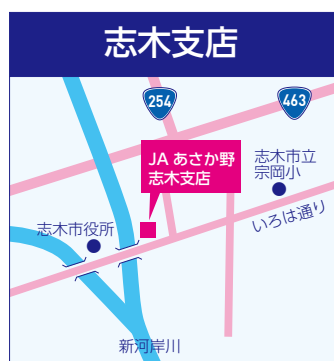 志木支店
254
463
JA あさか野
志木支店
志木市立
宗岡小
いろは通り
志木市役所
新河岸川